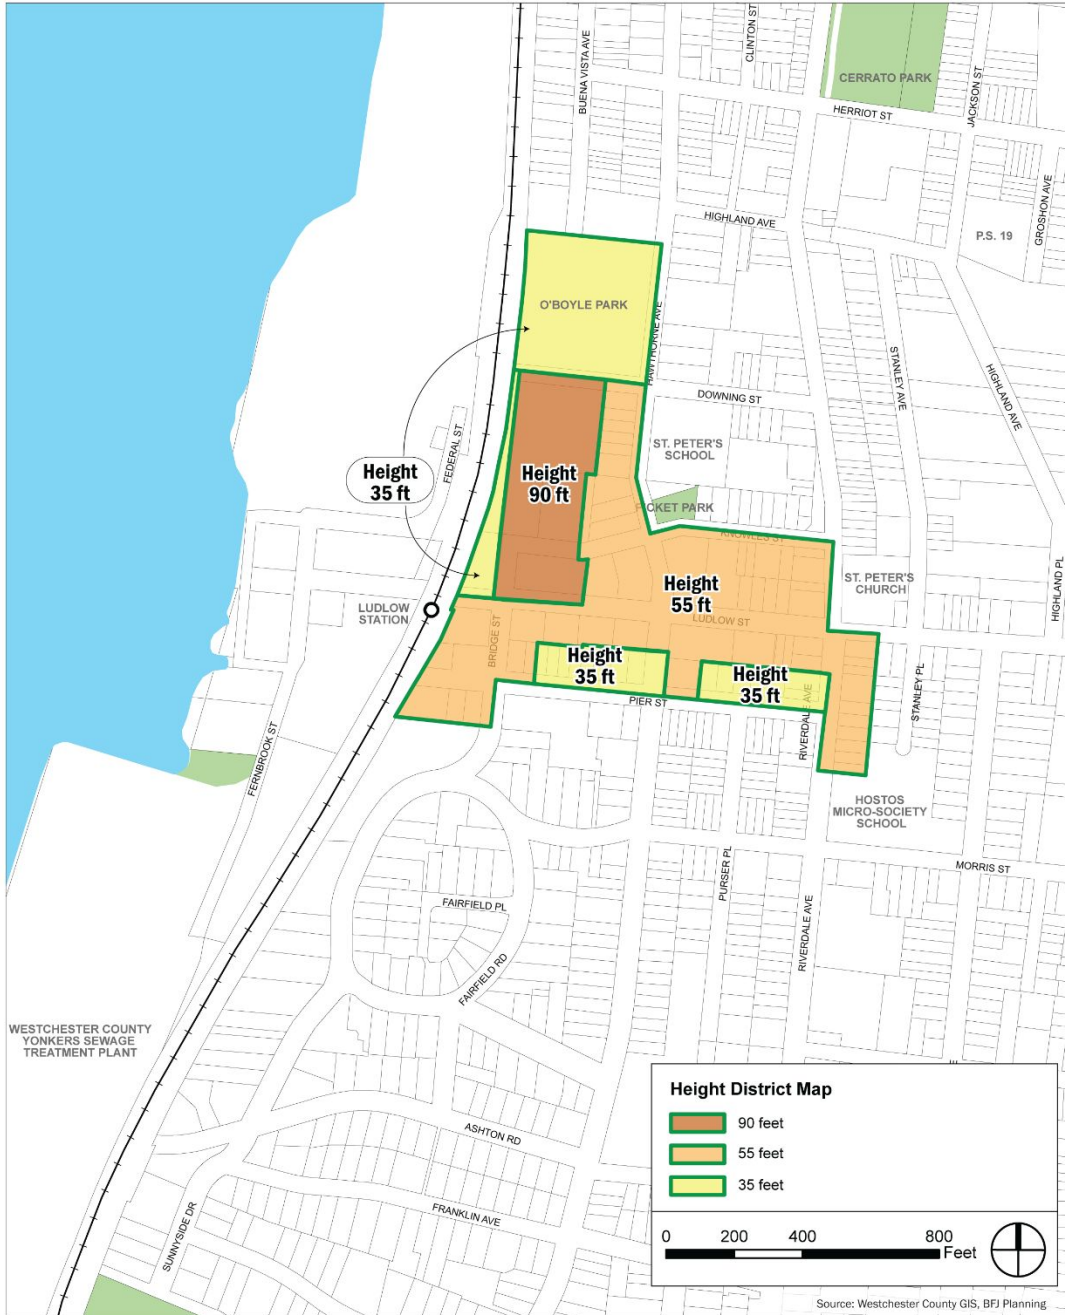 BUENA VISTA AVE
CLINTON ST
CERRATO PARK
JACKSON ST
HERRIOT ST
GROSHON AVE
HIGHLAND AVE
P.S. 19
O'BOYLE PARK
HAWTHORNE AVE
STANLEY AVE
HIGHLAND AVE
DOWNING ST
FEDERAL ST
ST. PETER'S
SCHOOL
Height
35 ft
Height
90 ft
PICKET PARK
KNOWLES ST
HIGHLAND PL
ST. PETER'S
CHURCH
Height
55 ft
LUDLOW
STATION
LUDLOW ST
BRIDGE ST
Height
35 ft
Height
35 ft
PIER ST
RIVERDALE AVE
STANLEY PL
FERNBROOK ST
HOSTOS
MICRO-SOCIETY
SCHOOL
MORRIS ST
PURSER PL
FAIRFIELD PL
RIVERDALE AVE
FAIRFIELD RD
WESTCHESTER COUNTY
YONKERS SEWAGE
TREATMENT PLANT
ASHTON RD
FRANKLIN AVE
SUNNYSIDE DR
Height District Map
90 feet
55 feet
35 feet
0 200 400 800
Feet
Source: Westchester County GIS, BFJ Planning